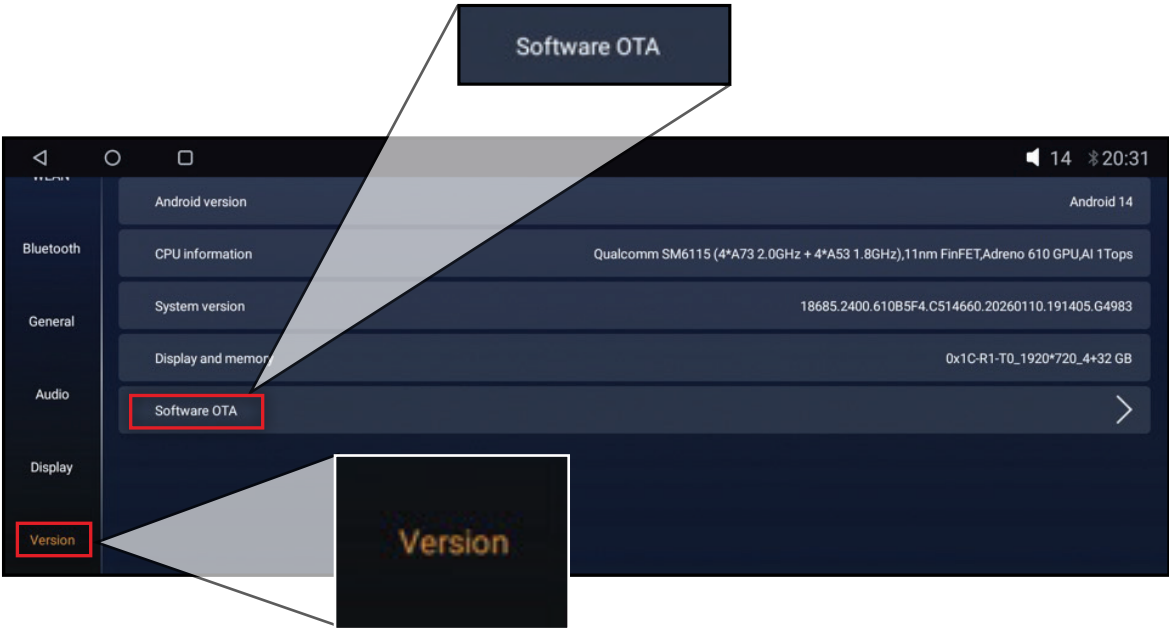 Software OTA
14 20:31
WLAN
Android version Android 14
Bluetooth
CPU information Qualcomm SM6115 (4*A73 2.0GHz + 4*A53 1.8GHz),11nm FinFET,Adreno 610 GPU,AI 1Tops
System version 18685.2400.610B5F4.C514660.20260110.191405.G4983
General
Display and memory 0x1C-R1-T0_1920*720_4+32 GB
Audio
Software OTA
Display
Version
Version